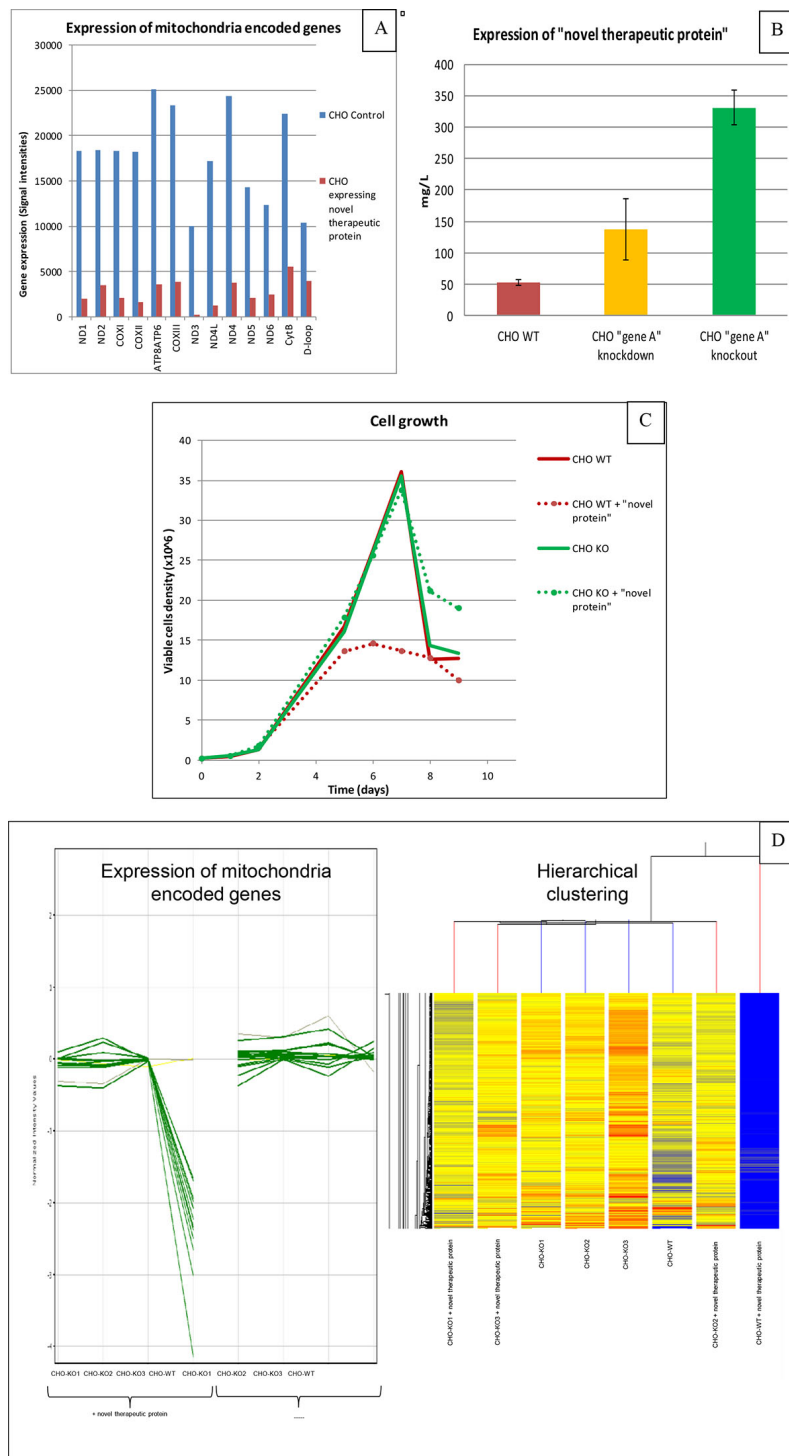 Expression of mitochondria encoded genes
A
30000
25000
20000
15000
10000
5000
0
Gene expression (Signal intensities)
ND1
ND2
COXI
COXII
ATP8ATP6
COXIII
ND3
ND4L
ND4
ND5
ND6
CytB
D-loop
CHO Control
CHO
expressing
novel
therapeutic
protein
Expression of "novel therapeutic protein"
B
400
350
300
250
200
150
100
50
0
mg/L
CHO WT
CHO "gene A"
knockdown
CHO "gene A"
knockout
Cell growth
C
40
35
30
25
20
15
10
5
0
Viable cells density (x10^6 )
0
2
4
6
8
10
Time (days)
CHO WT
CHO WT + "novel
protein"
CHO KO
CHO KO + "novel
protein"
D
Expression of mitochondria
encoded genes
Normalized Intensity Values
CHO-KO1
CHO-KO2
CHO-KO3
CHO-WT
CHO-KO1
CHO-KO2
CHO-KO3
CHO-WT
+ novel therapeutic protein
Hierarchical
clustering
CHO-KO1 + novel therapeutic protein
CHO-KO3 + novel therapeutic protein
CHO-KO1
CHO-KO2
CHO-KO3
CHO-WT
CHO-KO2 + novel therapeutic protein
CHO-WT + novel therapeutic protein